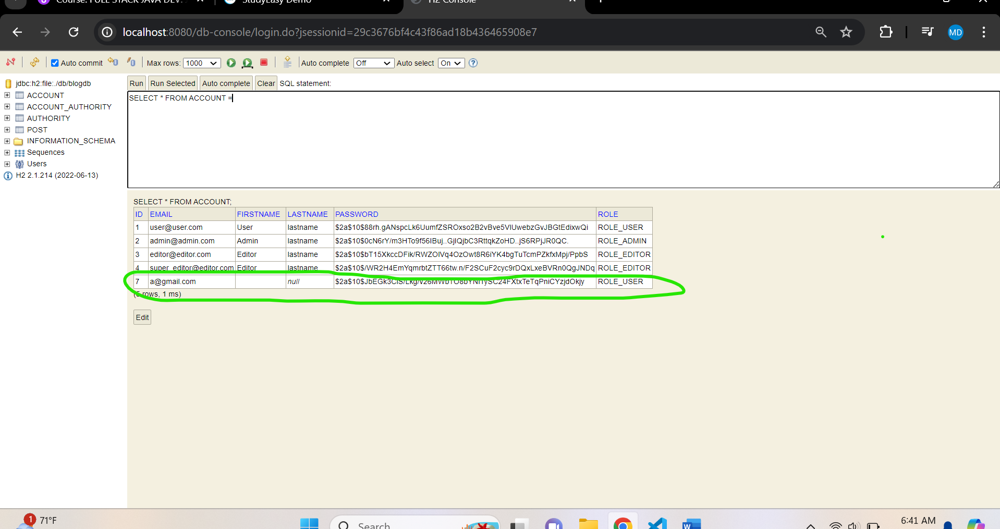 Course: FULL STACK JAVA DEV:
StudyEasy Demo
H2 Console
localhost:8080/db-console/login.do?jsessionid=29c3676bf4c43f86ad18b436465908e7
MD
Auto commit
Max rows: 1000
Auto complete Off
Auto select On
jdbc:h2:file:./db/blogdb
ACCOUNT
ACCOUNT_AUTHORITY
AUTHORITY
POST
INFORMATION_SCHEMA
Sequences
Users
H2 2.1.214 (2022-06-13)
Run Run Selected Auto complete Clear SQL statement:
SELECT * FROM ACCOUNT =
SELECT * FROM ACCOUNT;
ID EMAIL FIRSTNAME LASTNAME PASSWORD ROLE
1 user@user.com User lastname $2a$10$88rh.gANspcLk6UumfZSROxso2B2vBve5VlUwebzGvJBGtEdixwQi ROLE_USER
2 admin@admin.com Admin lastname $2a$10$0cN6rY/m3HTo9f56IBuj..GjIQjbC3RttqkZoHD..jS6RPjJR0QC. ROLE_ADMIN
3 editor@editor.com Editor lastname $2a$10$bT15XkccDFik/RWZOIVq4OzOwt8R6iYK4bgTuTcmPZkfxMpj/PpbS ROLE_EDITOR
4 super_editor@editor.com Editor lastname $2a$10$/WR2H4EmYqmrbtZTT66tw.n/F2SCuF2cyc9rDQxLxeBVRn0QgJNDq ROLE_EDITOR
7 a@gmail.com null ROLE_USER
(5 rows, 1 ms)
Edit
1
71°F
Search
6:41 AM